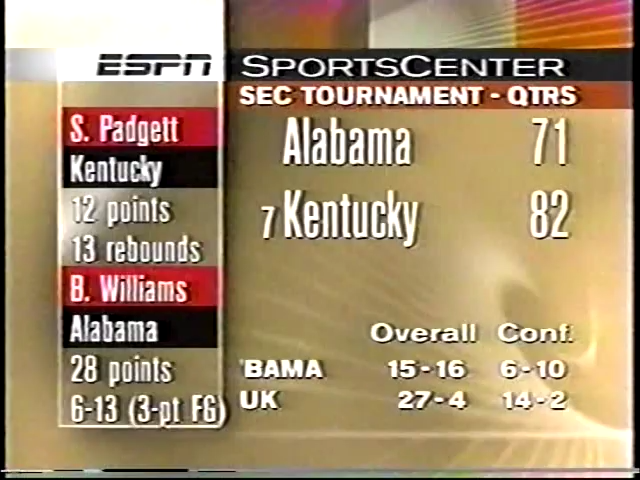 ESPN SPORTSCENTER
SEC TOURNAMENT - QTRS
S. Padgett
Kentucky
12 points
13 rebounds
B. Williams
Alabama
28 points
6-13 (3-pt FG)
Alabama 71
7 Kentucky 82
Overall Conf.
'BAMA 15-16 6-10
UK 27-4 14-2